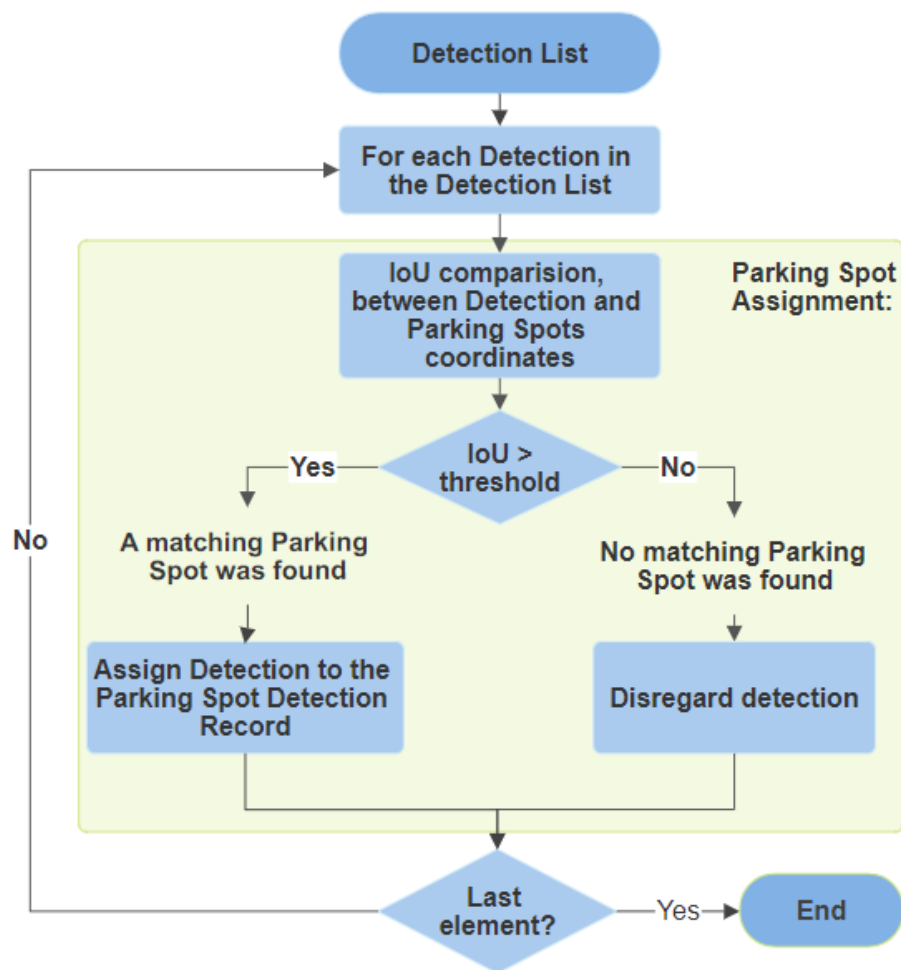 Detection List
For each Detection in
the Detection List
IoU comparision,
between Detection and
Parking Spots
coordinates
Parking Spot
Assignment:
IoU >
threshold
Yes
No
A matching Parking
Spot was found
No matching Parking
Spot was found
No
Assign Detection to the
Parking Spot Detection
Record
Disregard detection
Last
element?
Yes
End